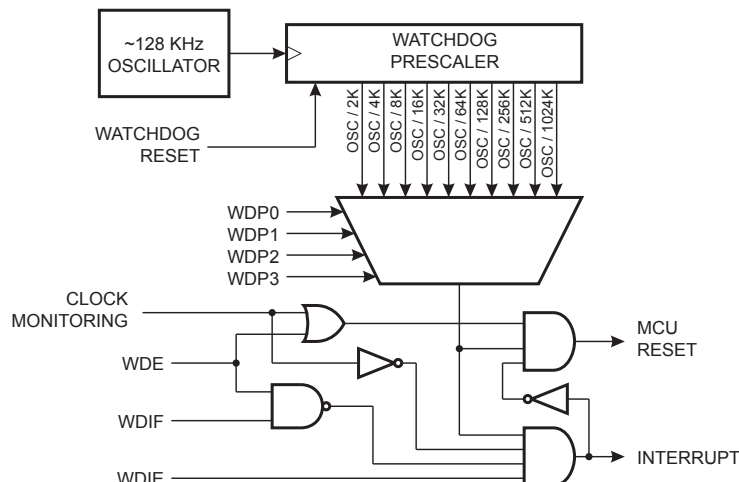 ~128 KHz
OSCILLATOR
WATCHDOG
PRESCALER
WATCHDOG
RESET
OSC / 2K
OSC / 4K
OSC / 8K
OSC / 16K
OSC / 32K
OSC / 64K
OSC / 128K
OSC / 256K
OSC / 512K
OSC / 1024K
WDP0
WDP1
WDP2
WDP3
CLOCK
MONITORING
MCU
RESET
WDE
WDIF
INTERRUPT
WDIE